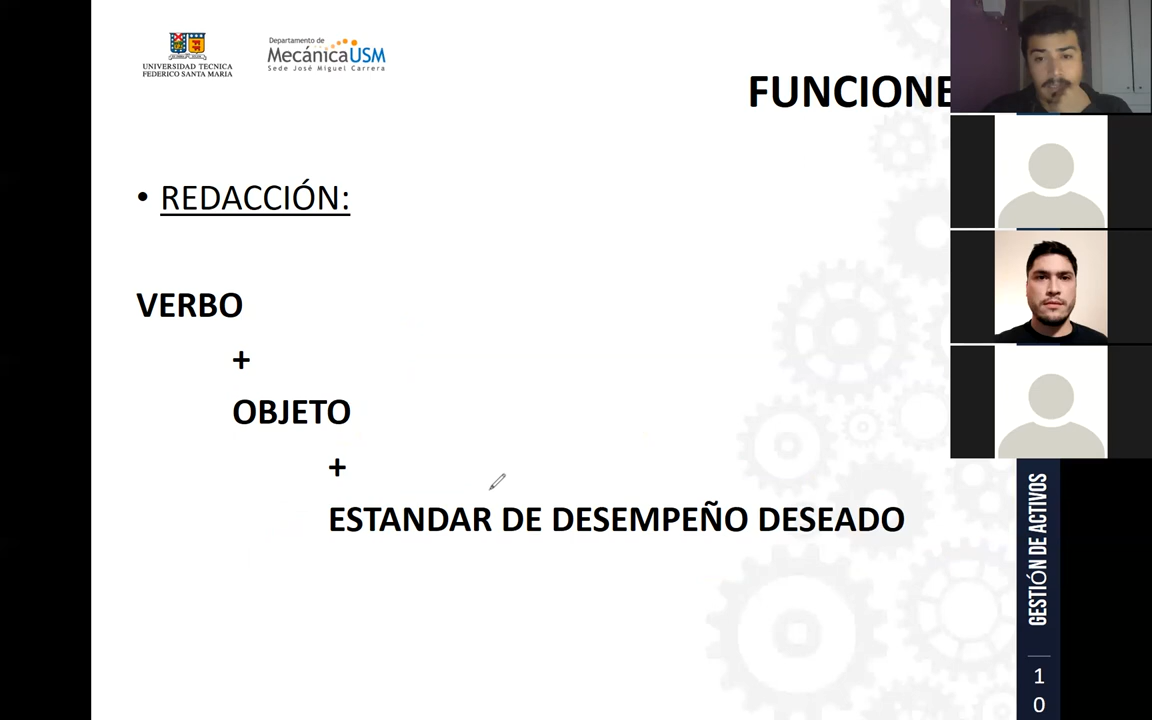 UNIVERSIDAD TECNICA
FEDERICO SANTA MARIA
Departamento de
MecánicaUSM
Sede José Miguel Carrera
FUNCIONE
• REDACCIÓN:
VERBO
+
OBJETO
+
ESTANDAR DE DESEMPEÑO DESEADO
GESTIÓN DE ACTIVOS
1
0